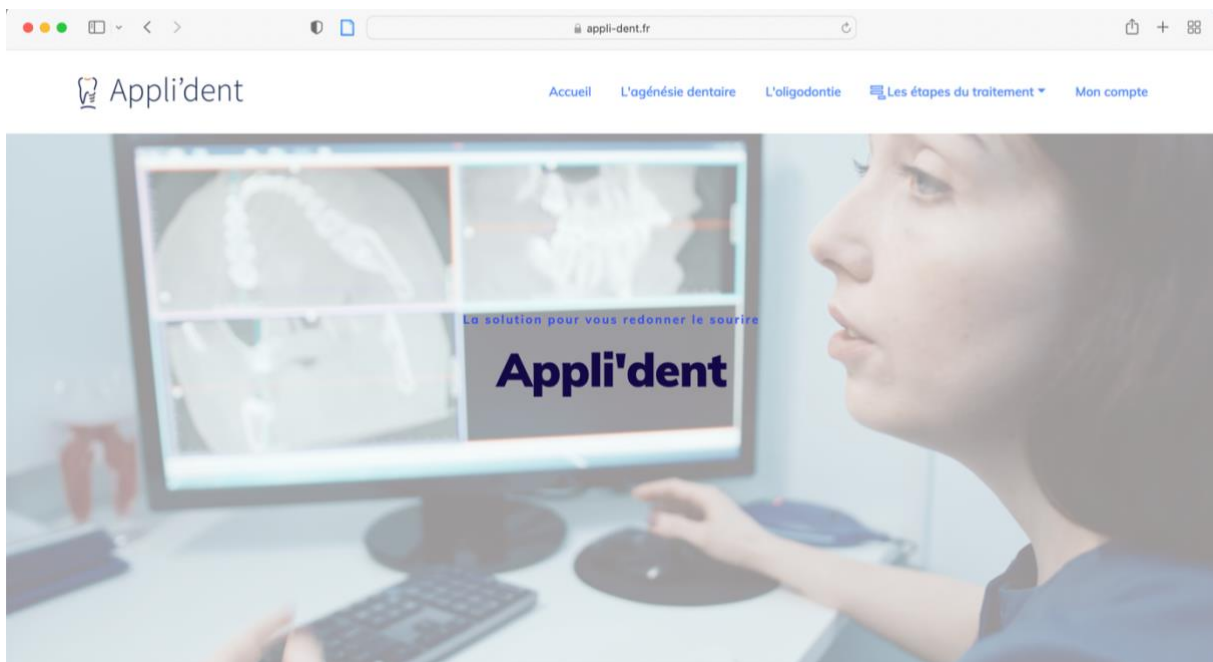 appli-dent.fr
Appli'dent
Accueil L'agénésie dentaire L'oligodontie Les étapes du traitement Mon compte
La solution pour vous redonner le sourire
Appli'dent